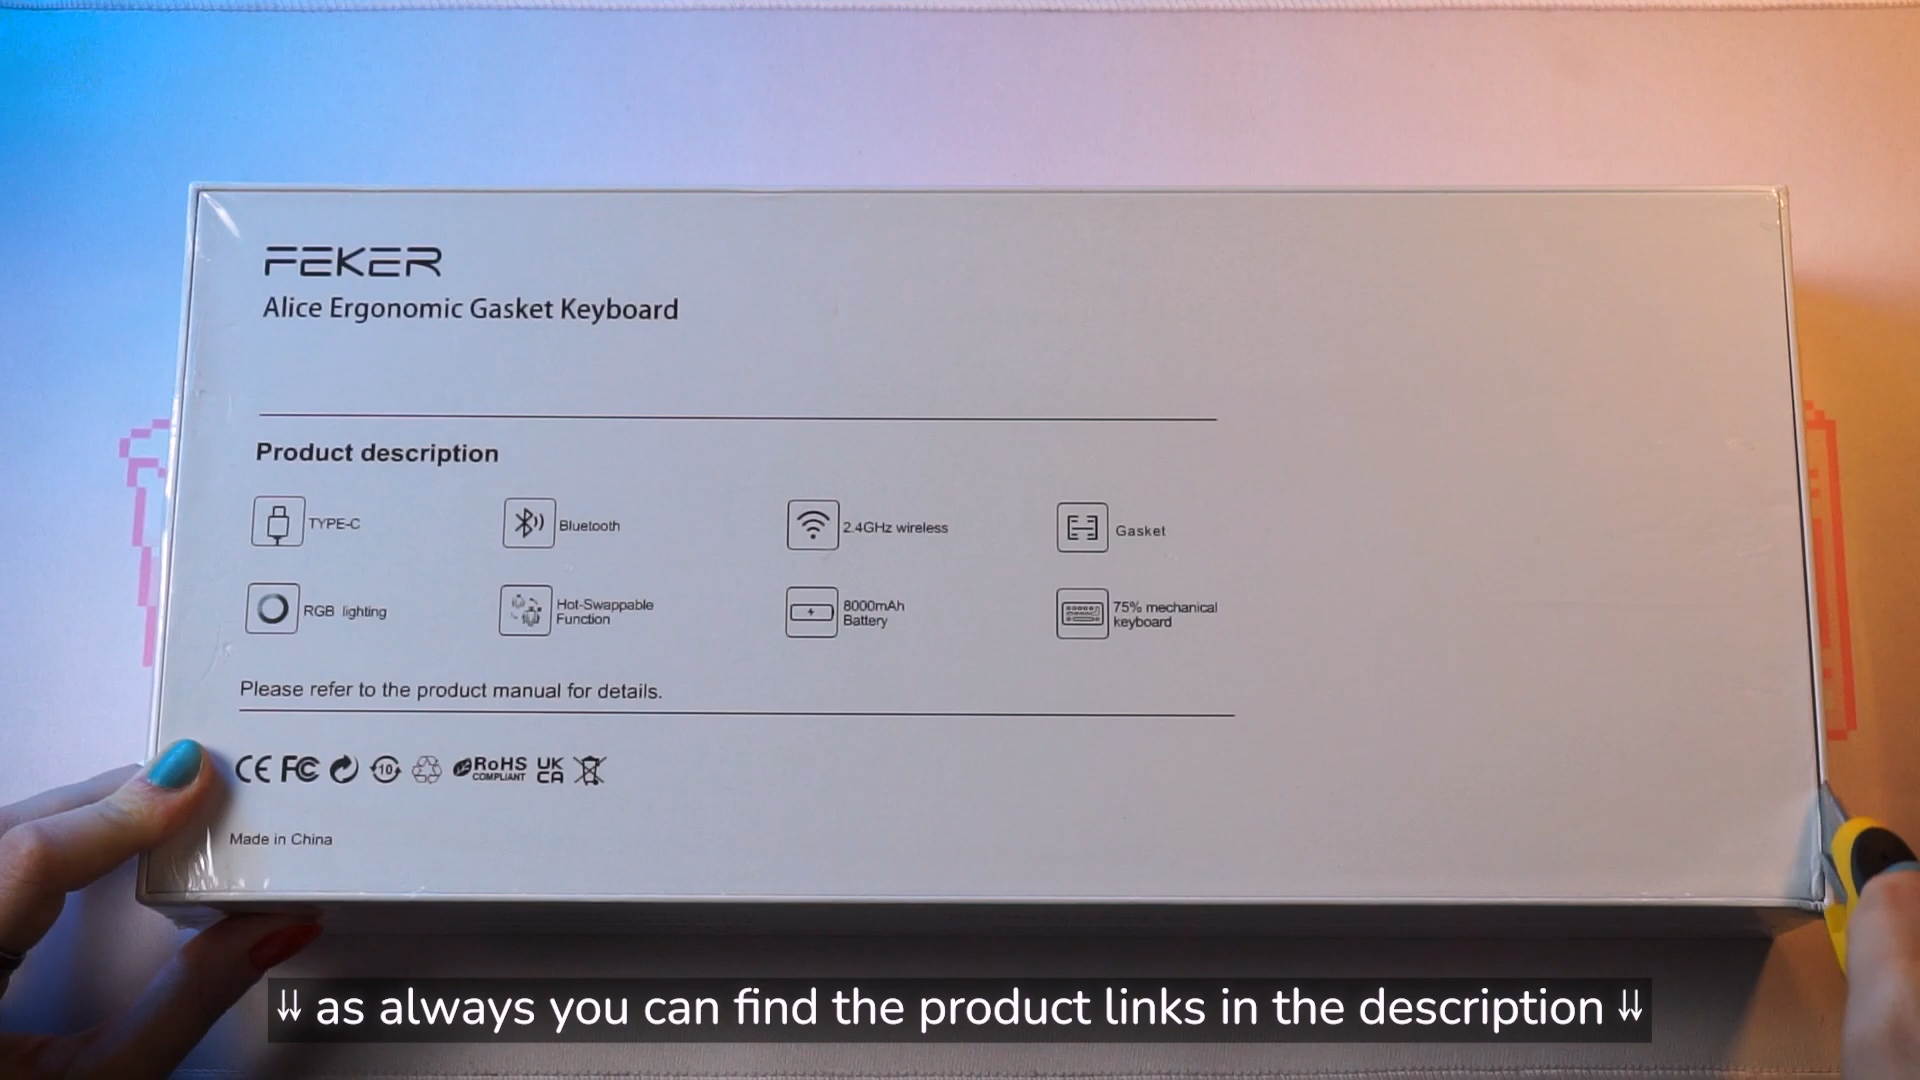 FEKER
Alice Ergonomic Gasket Keyboard
Product description
TYPE-C
Bluetooth
2.4GHz wireless
Gasket
RGB lighting
Hot-Swappable
Function
8000mAh
Battery
75% mechanical
keyboard
Please refer to the product manual for details.
CE FC 10 RoHS
COMPLIANT
UK
CA
Made in China
⇊ as always you can find the product links in the description ⇊